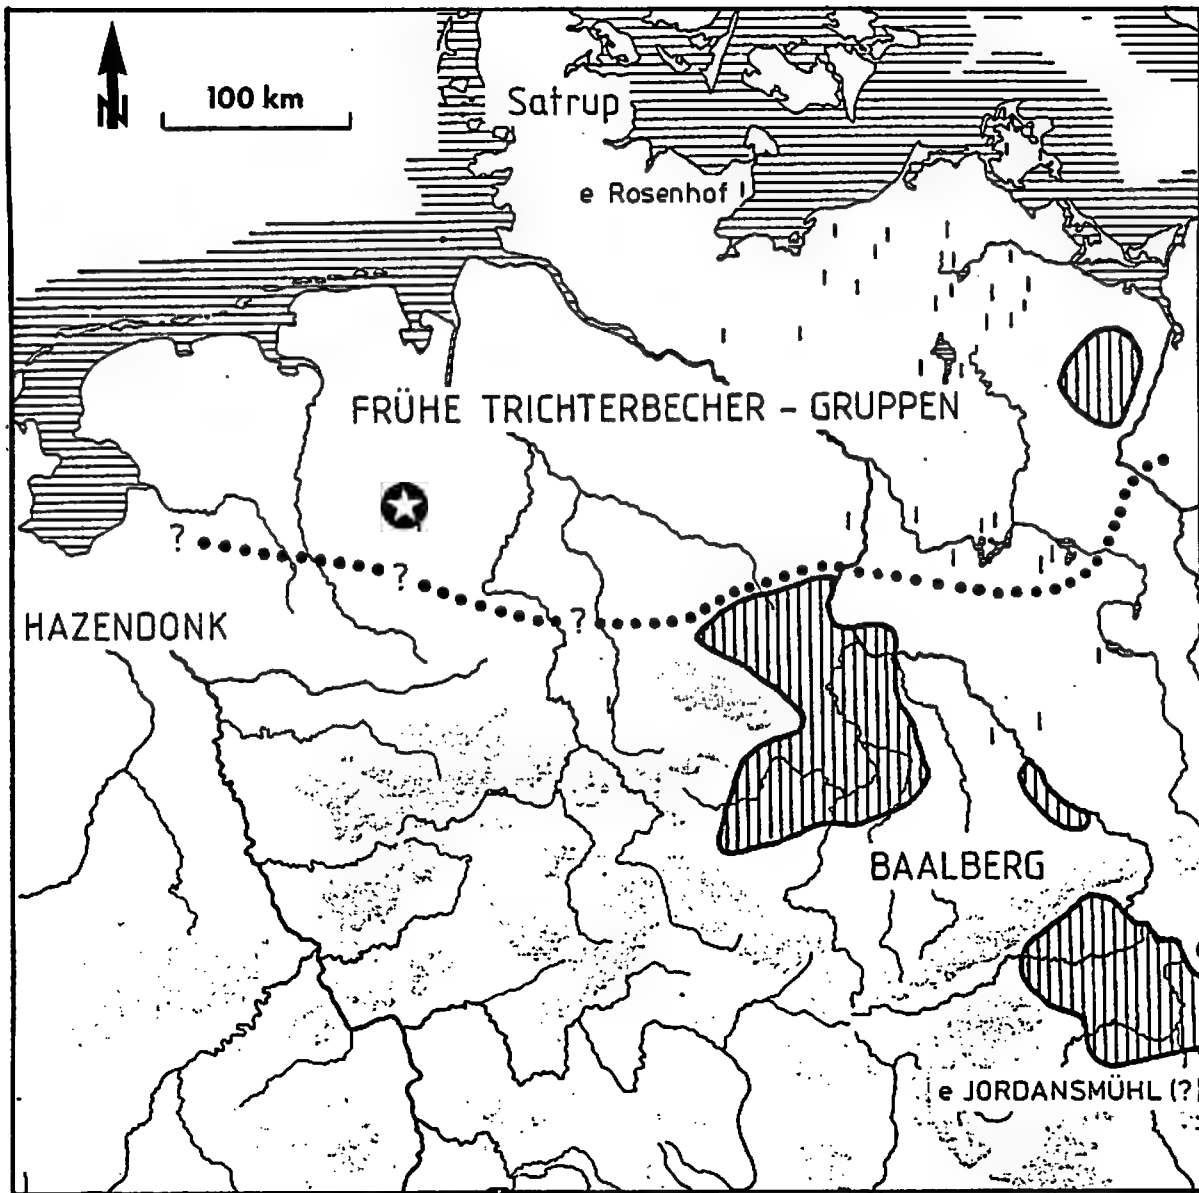 N
100 km
Satrup
e Rosenhof
FRÜHE TRICHTERBECHER – GRUPPEN
?
?
?
HAZENDONK
BAALBERG
e JORDANSMÜHL (?)